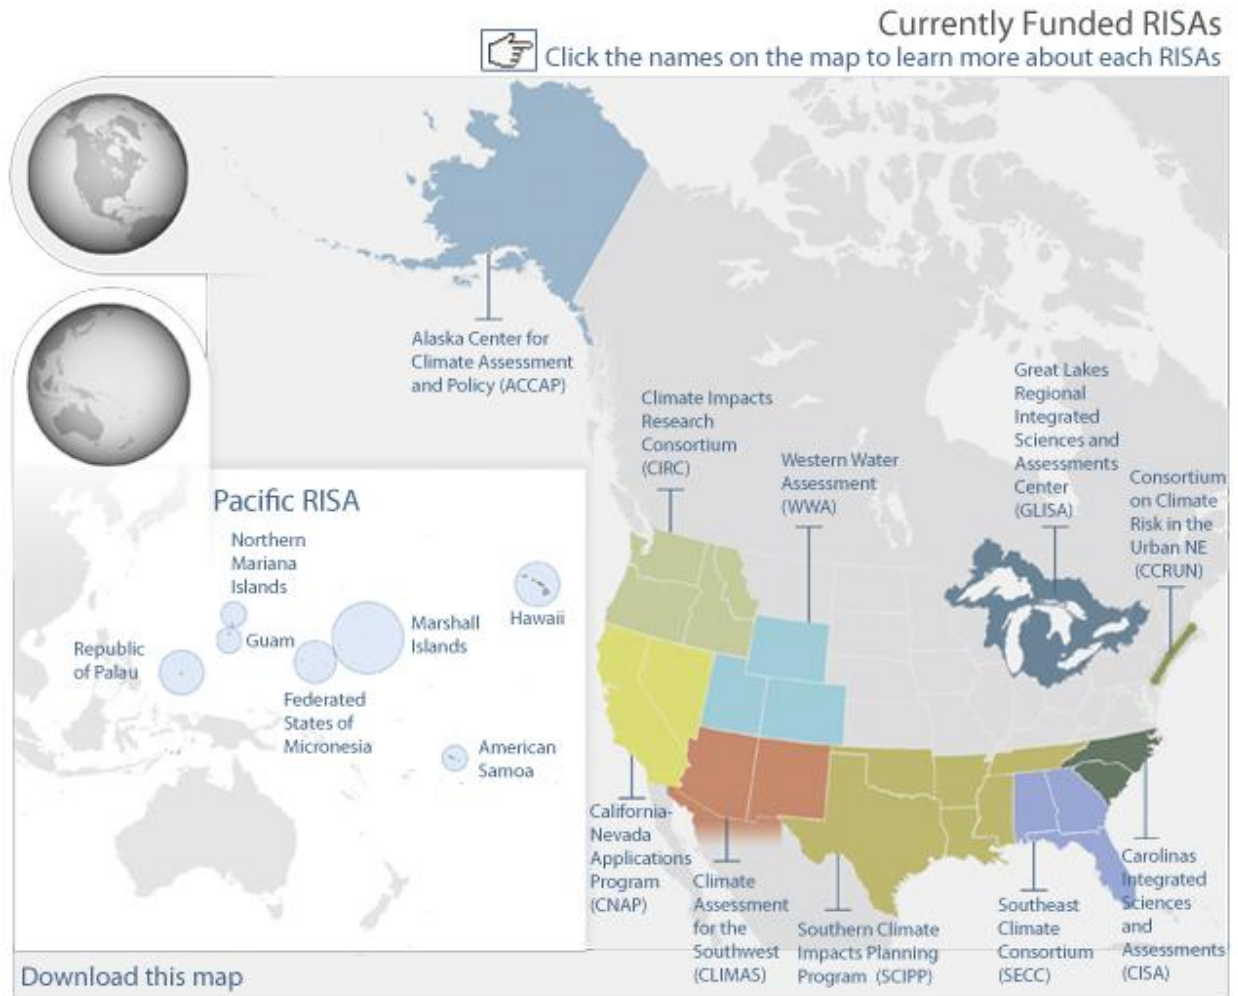 Currently Funded RISAs
Click the names on the map to learn more about each RISAs
Alaska Center for
Climate Assessment
and Policy (ACCAP)
Climate Impacts
Research
Consortium
(CIRC)
Western Water
Assessment
(WWA)
Great Lakes
Regional
Integrated
Sciences and
Assessments
Center
(GLISA)
Consortium
on Climate
Risk in the
Urban NE
(CCRUN)
Pacific RISA
Northern
Mariana
Islands
Guam
Republic
of Palau
Federated
States of
Micronesia
Marshall
Islands
Hawaii
American
Samoa
California-
Nevada
Applications
Program
(CNAP)
Climate
Assessment
for the
Southwest
(CLIMAS)
Southern Climate
Impacts Planning
Program (SCIPP)
Southeast
Climate
Consortium
(SECC)
Carolinas
Integrated
Sciences
and
Assessments
(CISA)
Download this map